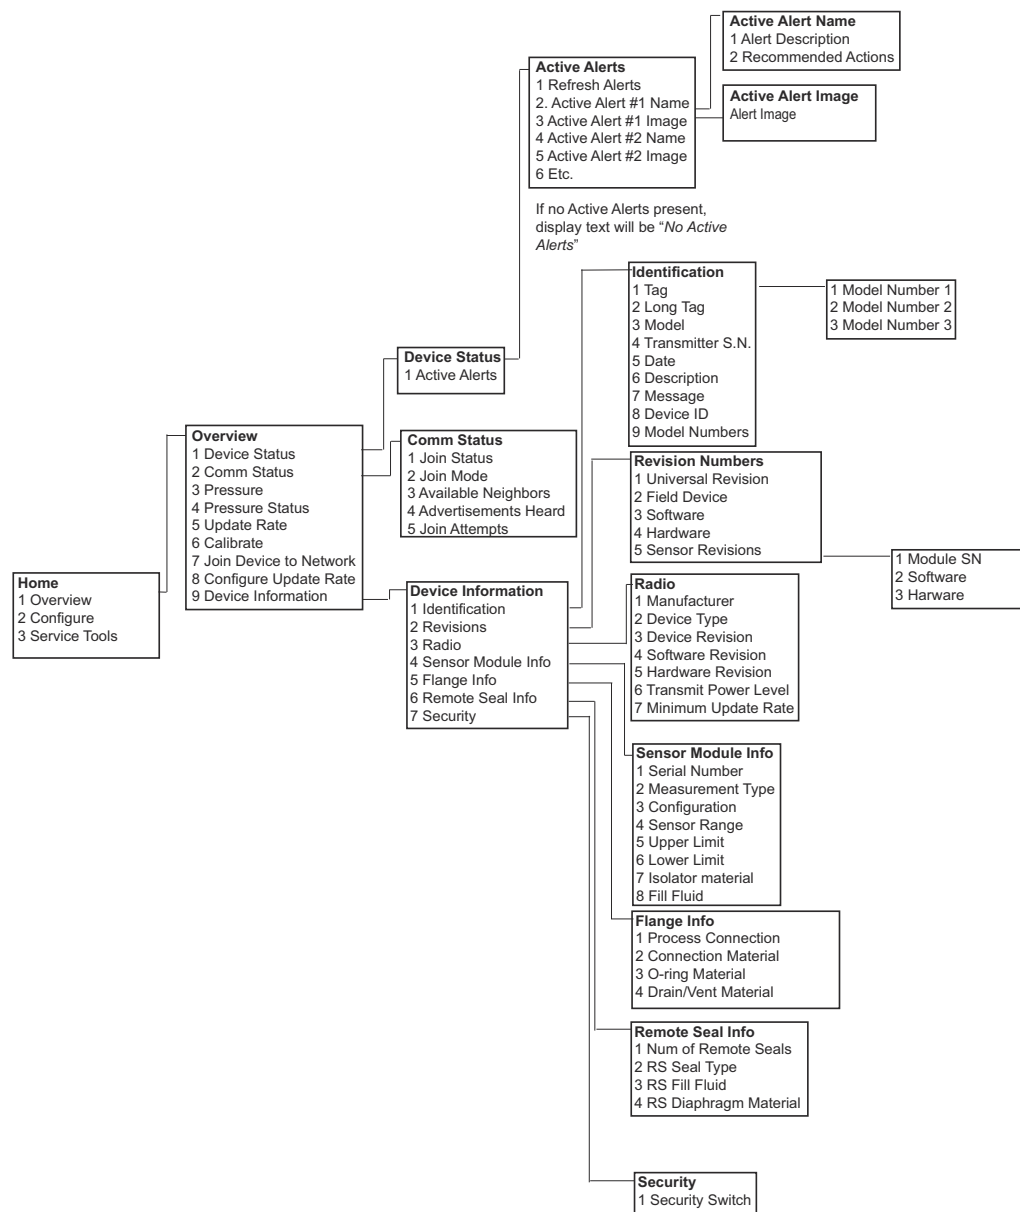 Active Alert Name
1 Alert Description
2 Recommended Actions
Active Alerts
1 Refresh Alerts
2. Active Alert #1 Name
3 Active Alert #1 Image
4 Active Alert #2 Name
5 Active Alert #2 Image
6 Etc.
Active Alert Image
Alert Image
If no Active Alerts present,
display text will be “No Active
Alerts”
Identification
1 Tag
2 Long Tag
3 Model
4 Transmitter S.N.
5 Date
6 Description
7 Message
8 Device ID
9 Model Numbers
1 Model Number 1
2 Model Number 2
3 Model Number 3
Device Status
1 Active Alerts
Overview
1 Device Status
2 Comm Status
3 Pressure
4 Pressure Status
5 Update Rate
6 Calibrate
7 Join Device to Network
8 Configure Update Rate
9 Device Information
Comm Status
1 Join Status
2 Join Mode
3 Available Neighbors
4 Advertisements Heard
5 Join Attempts
Revision Numbers
1 Universal Revision
2 Field Device
3 Software
4 Hardware
5 Sensor Revisions
1 Module SN
2 Software
3 Harware
Home
1 Overview
2 Configure
3 Service Tools
Device Information
1 Identification
2 Revisions
3 Radio
4 Sensor Module Info
5 Flange Info
6 Remote Seal Info
7 Security
Radio
1 Manufacturer
2 Device Type
3 Device Revision
4 Software Revision
5 Hardware Revision
6 Transmit Power Level
7 Minimum Update Rate
Sensor Module Info
1 Serial Number
2 Measurement Type
3 Configuration
4 Sensor Range
5 Upper Limit
6 Lower Limit
7 Isolator material
8 Fill Fluid
Flange Info
1 Process Connection
2 Connection Material
3 O-ring Material
4 Drain/Vent Material
Remote Seal Info
1 Num of Remote Seals
2 RS Seal Type
3 RS Fill Fluid
4 RS Diaphragm Material
Security
1 Security Switch